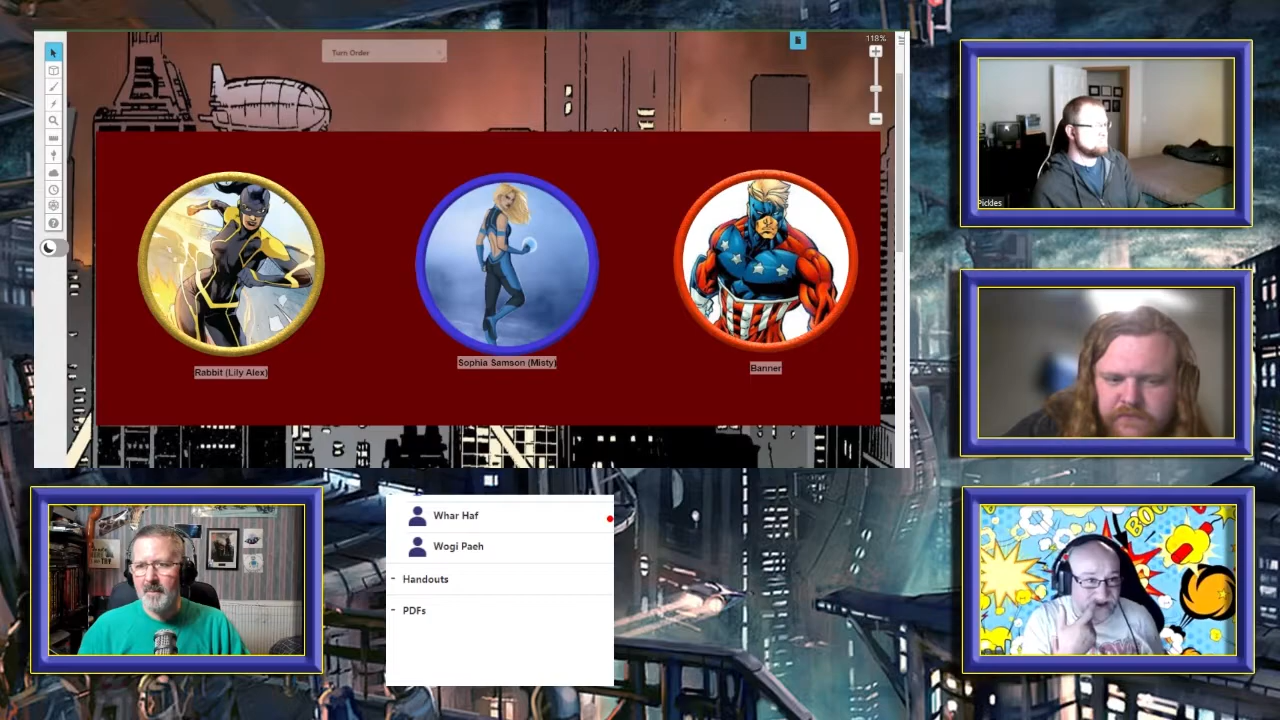 Turn Order
118%
Rabbit (Lily Alex)
Sophia Samson (Misty)
Banner
Pickles
Whar Haf
Wogi Paeh
- Handouts
- PDFs
BOO